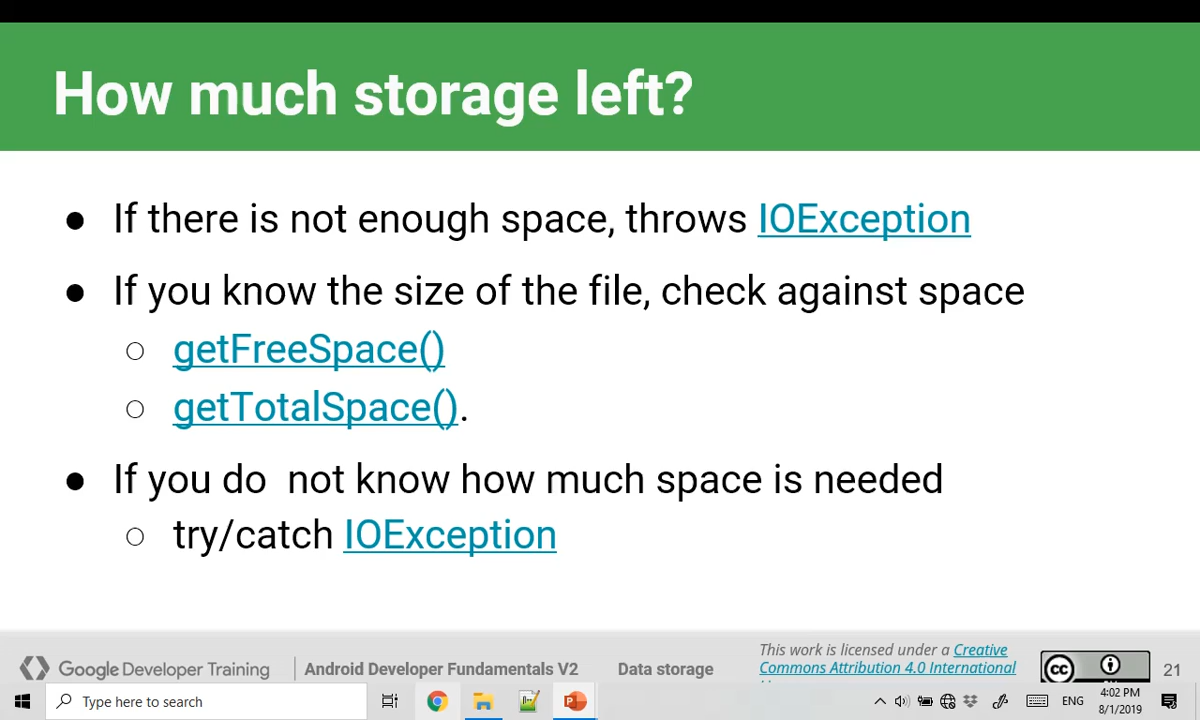 How much storage left?
● If there is not enough space, throws IOException
● If you know the size of the file, check against space
○ getFreeSpace()
○ getTotalSpace().
● If you do  not know how much space is needed
○ try/catch IOException
Google Developer Training
Android Developer Fundamentals V2
Data storage
This work is licensed under a Creative
Commons Attribution 4.0 International
cc
21
Type here to search
ENG
4:02 PM
8/1/2019